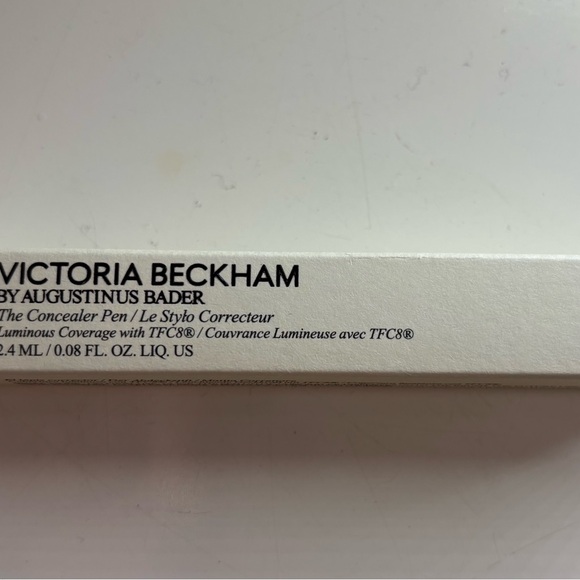 VICTORIA BECKHAM
BY AUGUSTINUS BADER
The Concealer Pen / Le Stylo Correcteur
Luminous Coverage with TFC8® / Couvrance Lumineuse avec TFC8®
2.4 ML / 0.08 FL. OZ. LIQ. US